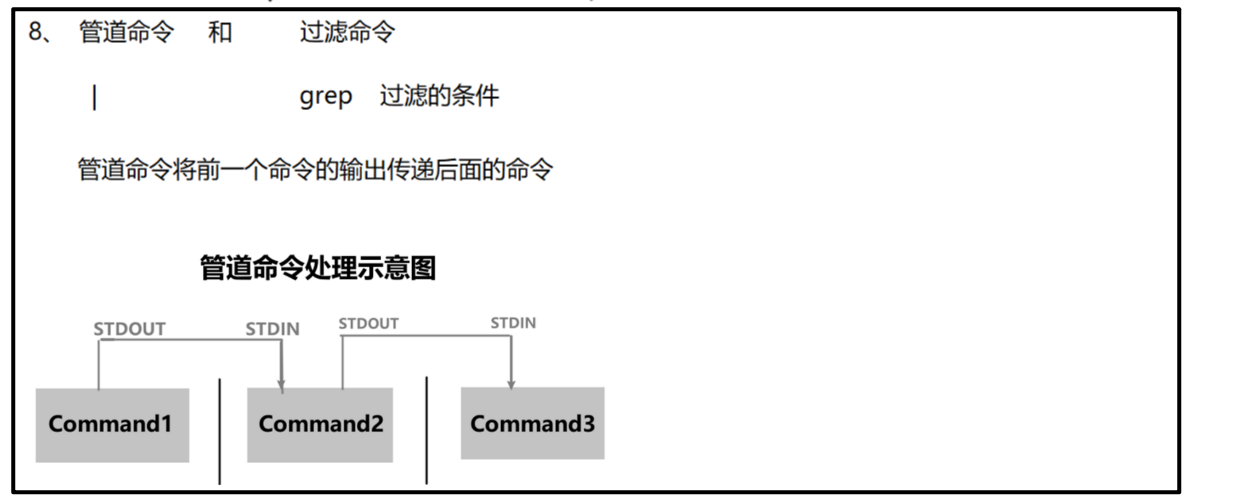 8、 管道命令 和 过滤命令
| grep 过滤的条件
管道命令将前一个命令的输出传递后面的命令
管道命令处理示意图
STDOUT STDIN STDOUT STDIN
Command1 Command2 Command3